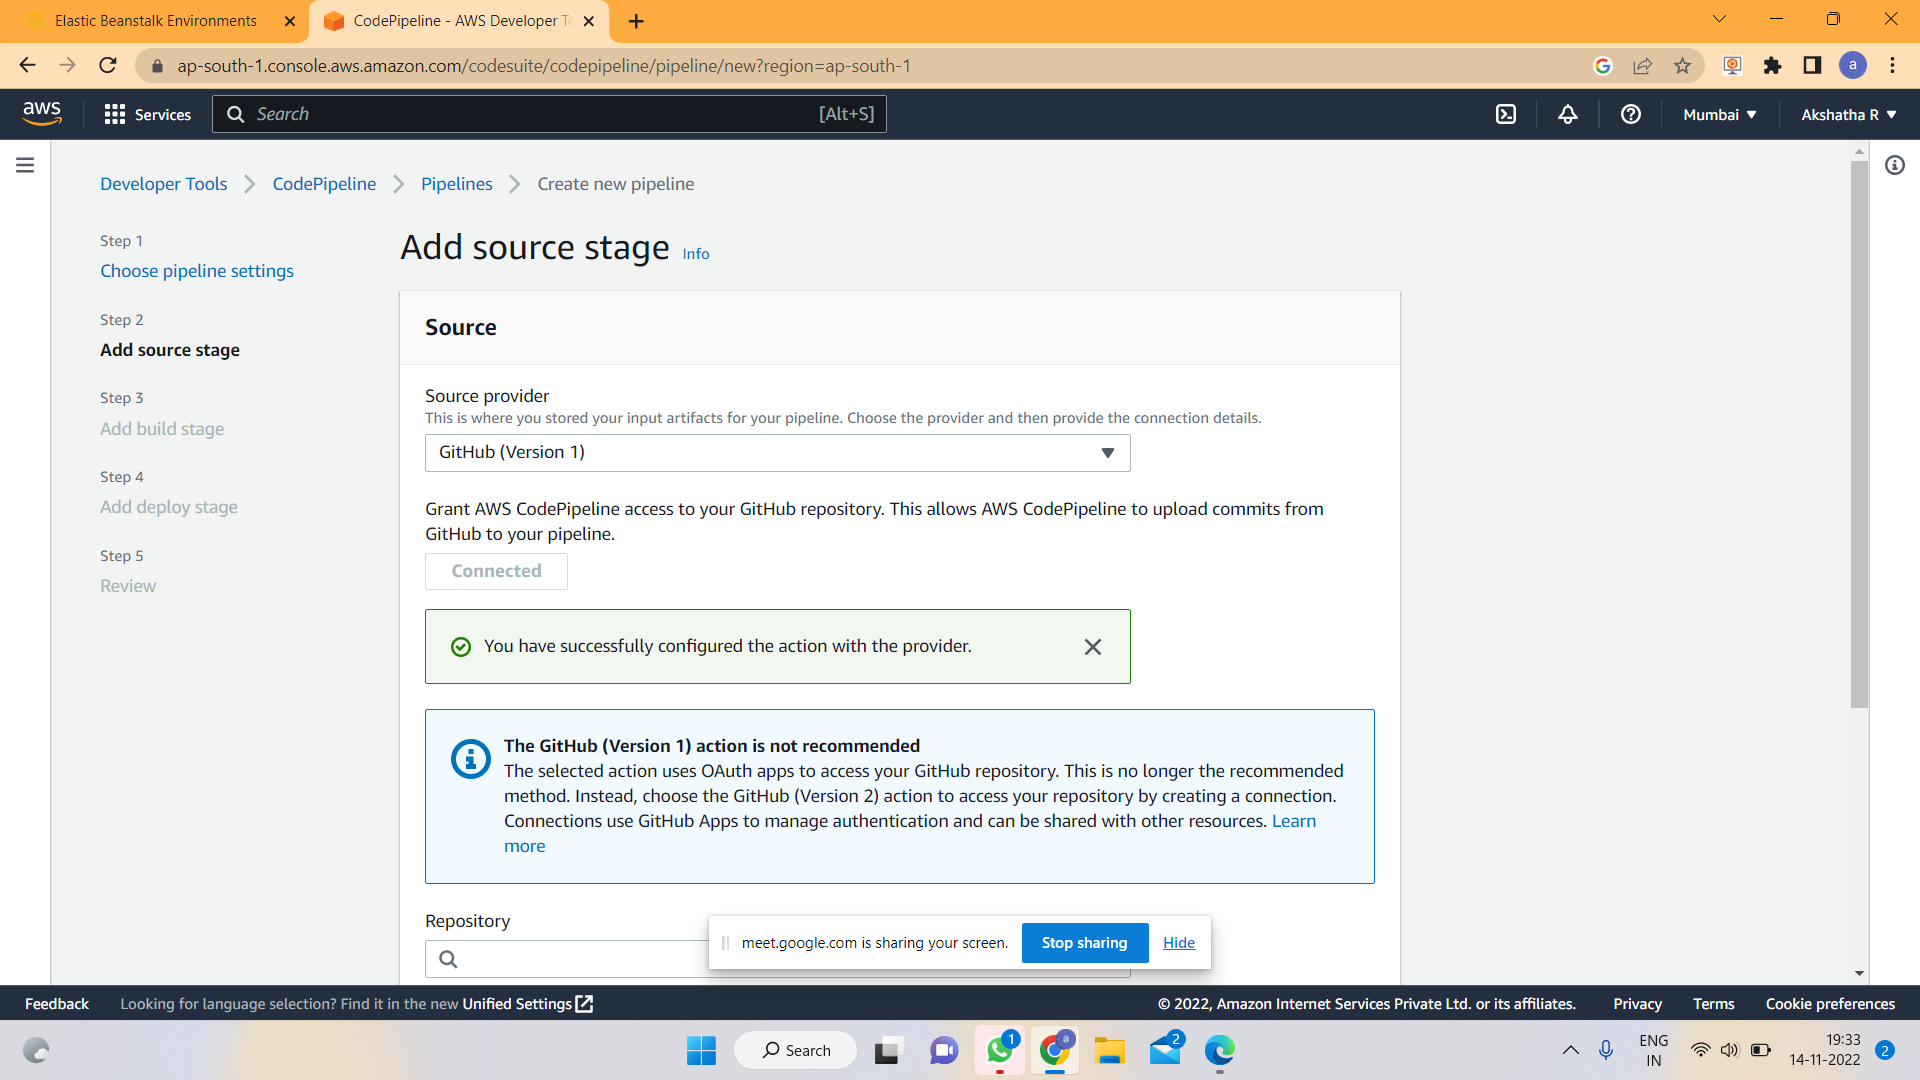 Elastic Beanstalk Environments
CodePipeline - AWS Developer To
ap-south-1.console.aws.amazon.com/codesuite/codepipeline/pipeline/new?region=ap-south-1
a
aws
Services
Search
[Alt+S]
Mumbai
Akshatha R
Developer Tools
CodePipeline
Pipelines
Create new pipeline
Step 1
Choose pipeline settings
Step 2
Add source stage
Step 3
Add build stage
Step 4
Add deploy stage
Step 5
Review
Add source stage Info
Source
Source provider
This is where you stored your input artifacts for your pipeline. Choose the provider and then provide the connection details.
GitHub (Version 1)
Grant AWS CodePipeline access to your GitHub repository. This allows AWS CodePipeline to upload commits from
GitHub to your pipeline.
Connected
You have successfully configured the action with the provider.
The GitHub (Version 1) action is not recommended
The selected action uses OAuth apps to access your GitHub repository. This is no longer the recommended
method. Instead, choose the GitHub (Version 2) action to access your repository by creating a connection.
Connections use GitHub Apps to manage authentication and can be shared with other resources. Learn
more
Repository
meet.google.com is sharing your screen.
Stop sharing
Hide
Feedback
Looking for language selection? Find it in the new Unified Settings
© 2022, Amazon Internet Services Private Ltd. or its affiliates.
Privacy
Terms
Cookie preferences
Search
1
a
2
ENG
IN
19:33
14-11-2022
2